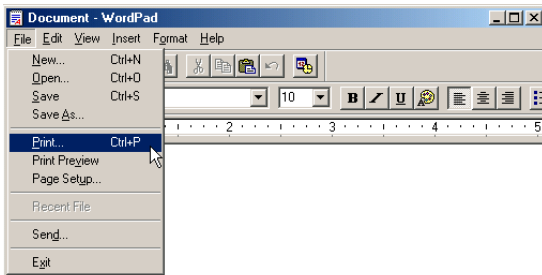 Document - WordPad
File Edit View Insert Format Help
New... Ctrl+N
Open... Ctrl+O
Save Ctrl+S
Save As...
10 B I U
Print... Ctrl+P
2 3 4 5
Print Preview
Page Setup...
Recent File
Send...
Exit